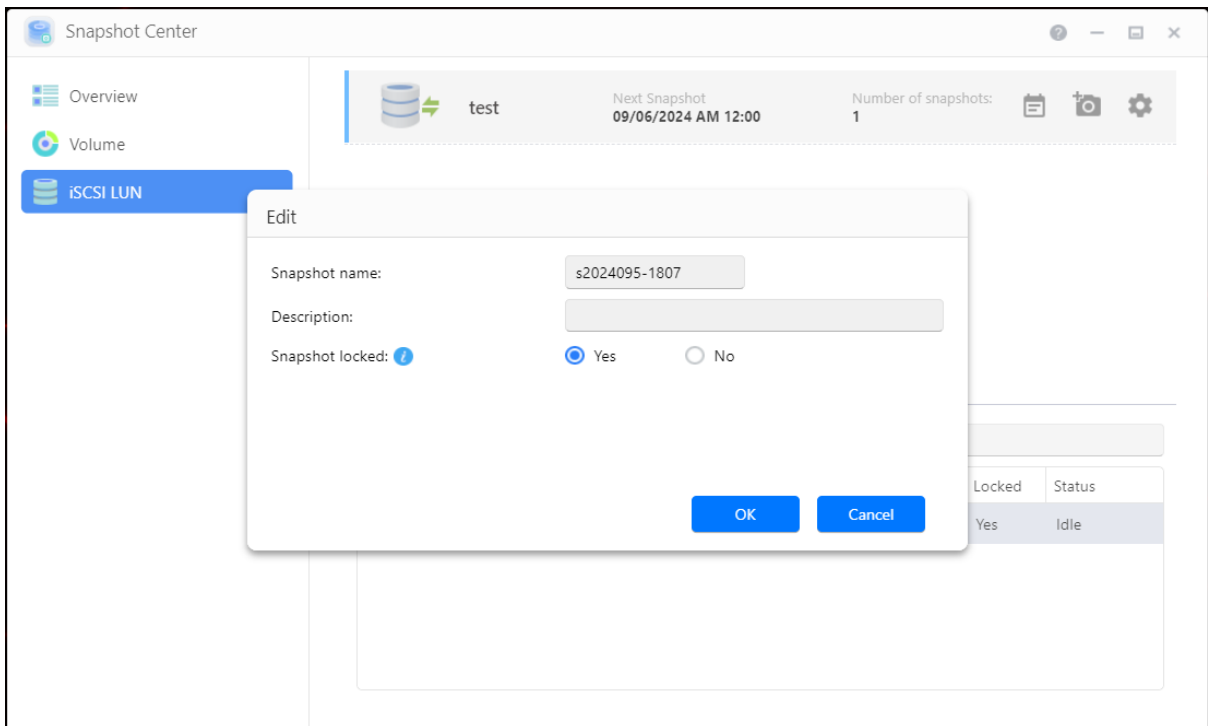 Snapshot Center
Overview
Volume
iSCSI LUN
test
Next Snapshot
09/06/2024 AM 12:00
Number of snapshots:
1
Edit
Snapshot name:
s2024095-1807
Description:
Snapshot locked:
Yes
No
OK
Cancel
Locked
Status
Yes
Idle